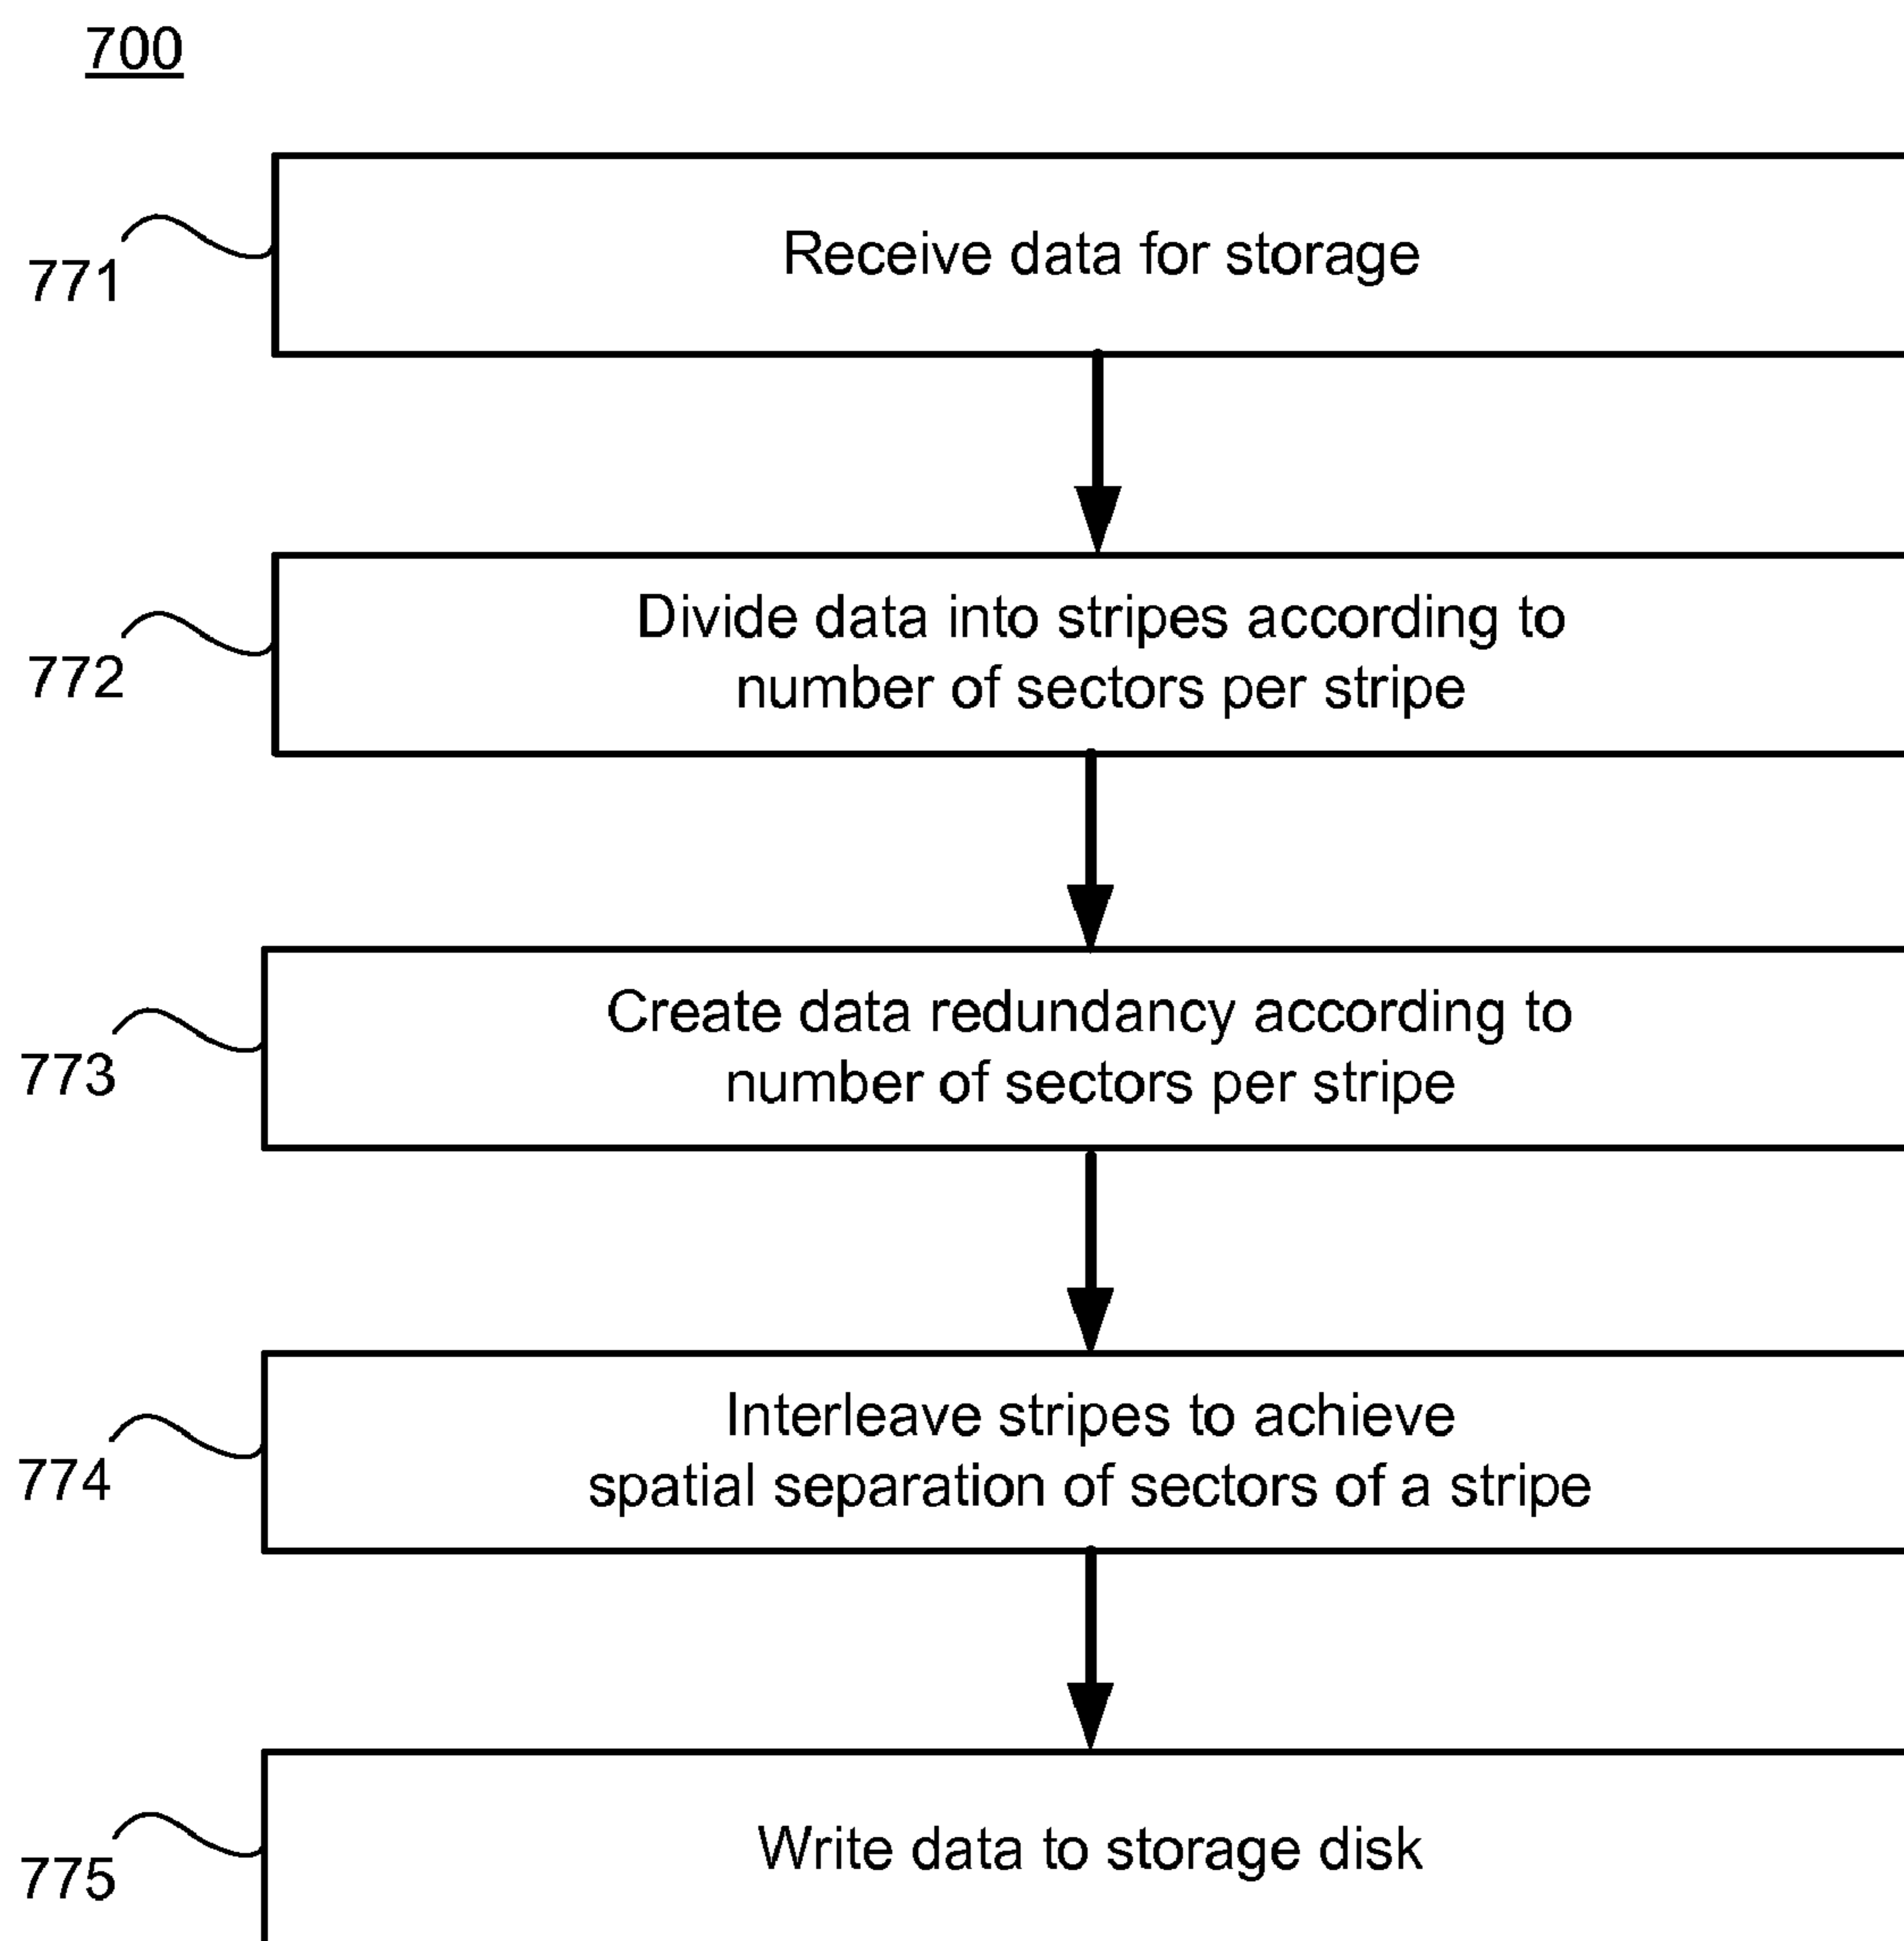 700
771
Receive data for storage
772
Divide data into stripes according to
number of sectors per stripe
773
Create data redundancy according to
number of sectors per stripe
774
Interleave stripes to achieve
spatial separation of sectors of a stripe
775
Write data to storage disk